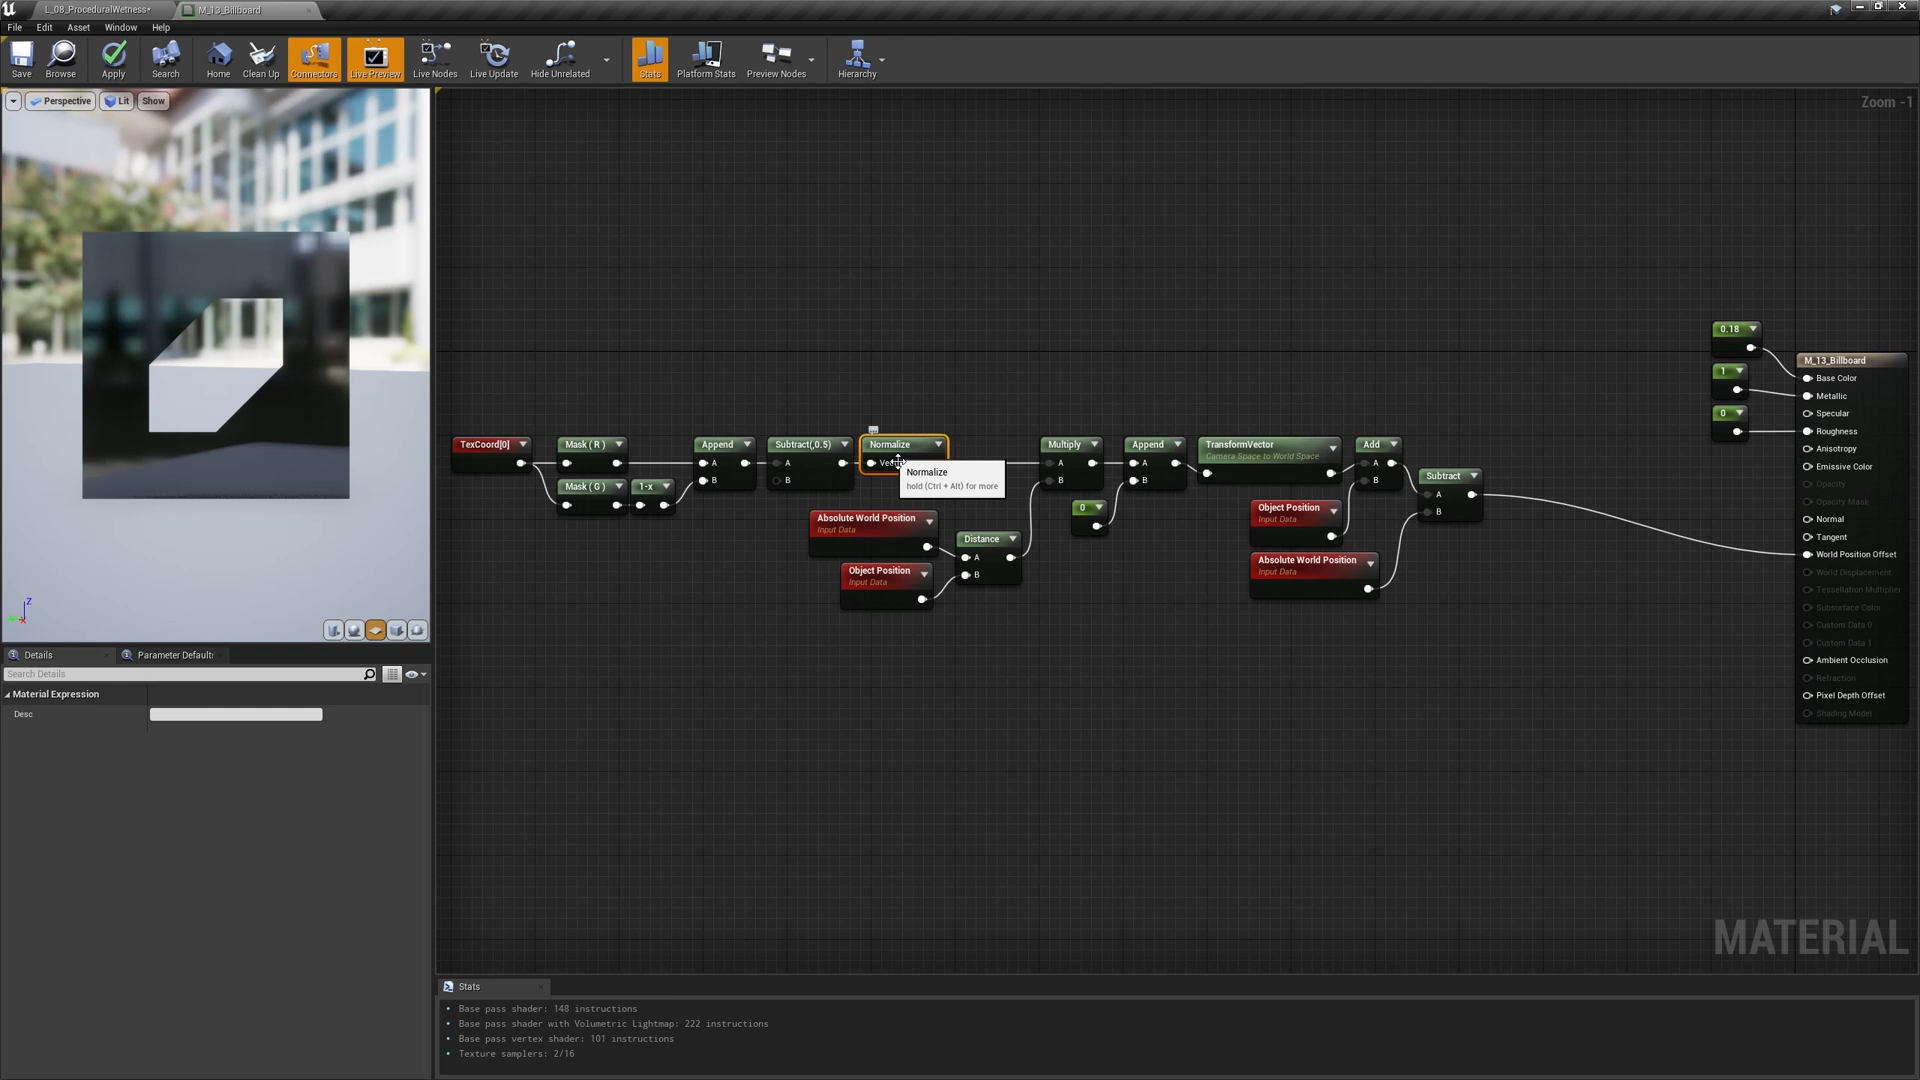 L_08_ProceduralWetness*
M_13_Billboard
File Edit Asset Window Help
Save Browse Apply Search Home Clean Up Connectors Live Preview Live Nodes Live Update Hide Unrelated Stats Platform Stats Preview Nodes Hierarchy
Perspective Lit Show
Zoom -1
0.18
M_13_Billboard
Base Color
1
Metallic
0
Specular
Roughness
Anisotropy
Emissive Color
Opacity
Opacity Mask
Normal
Tangent
World Position Offset
World Displacement
Tessellation Multiplier
Subsurface Color
Custom Data 0
Custom Data 1
Ambient Occlusion
Refraction
Pixel Depth Offset
Shading Model
TexCoord[0]
Mask ( R )
Mask ( G )
1-x
Append
A
B
Subtract(,0.5)
A
B
Normalize
Normalize
hold (Ctrl + Alt) for more
Absolute World Position
Input Data
Object Position
Input Data
Distance
A
B
Multiply
A
B
0
Append
A
B
TransformVector
Camera Space to World Space
Object Position
Input Data
Absolute World Position
Input Data
Add
A
B
Subtract
A
B
Z
Details
Parameter Default
Search Details
Material Expression
Desc
MATERIAL
Stats
Base pass shader: 148 instructions
Base pass shader with Volumetric Lightmap: 222 instructions
Base pass vertex shader: 101 instructions
Texture samplers: 2/16